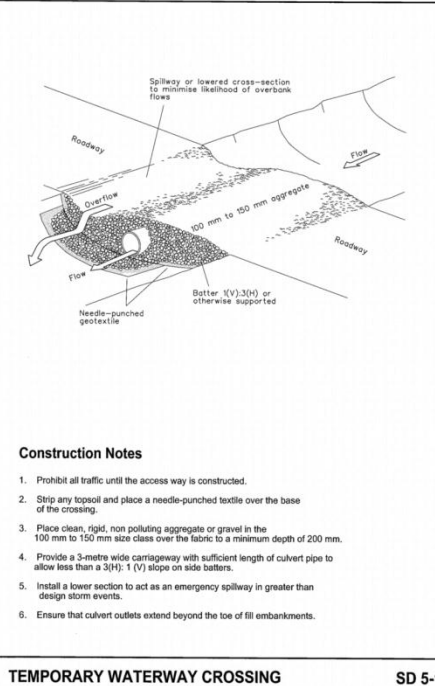 Spillway or lowered cross-section
to minimise likelihood of overbank
flows
Roadway
Flow
Overflow
100 mm to 150 mm aggregate
Roadway
Flow
Batter 1(V):3(H) or
otherwise supported
Needle-punched
geotextile
Construction Notes
1. Prohibit all traffic until the access way is constructed.
2. Strip any topsoil and place a needle-punched textile over the base
of the crossing.
3. Place clean, rigid, non polluting aggregate or gravel in the
100 mm to 150 mm size class over the fabric to a minimum depth of 200 mm.
4. Provide a 3-metre wide carriageway with sufficient length of culvert pipe to
allow less than a 3(H): 1 (V) slope on side batters.
5. Install a lower section to act as an emergency spillway in greater than
design storm events.
6. Ensure that culvert outlets extend beyond the toe of fill embankments.
TEMPORARY WATERWAY CROSSING SD 5-